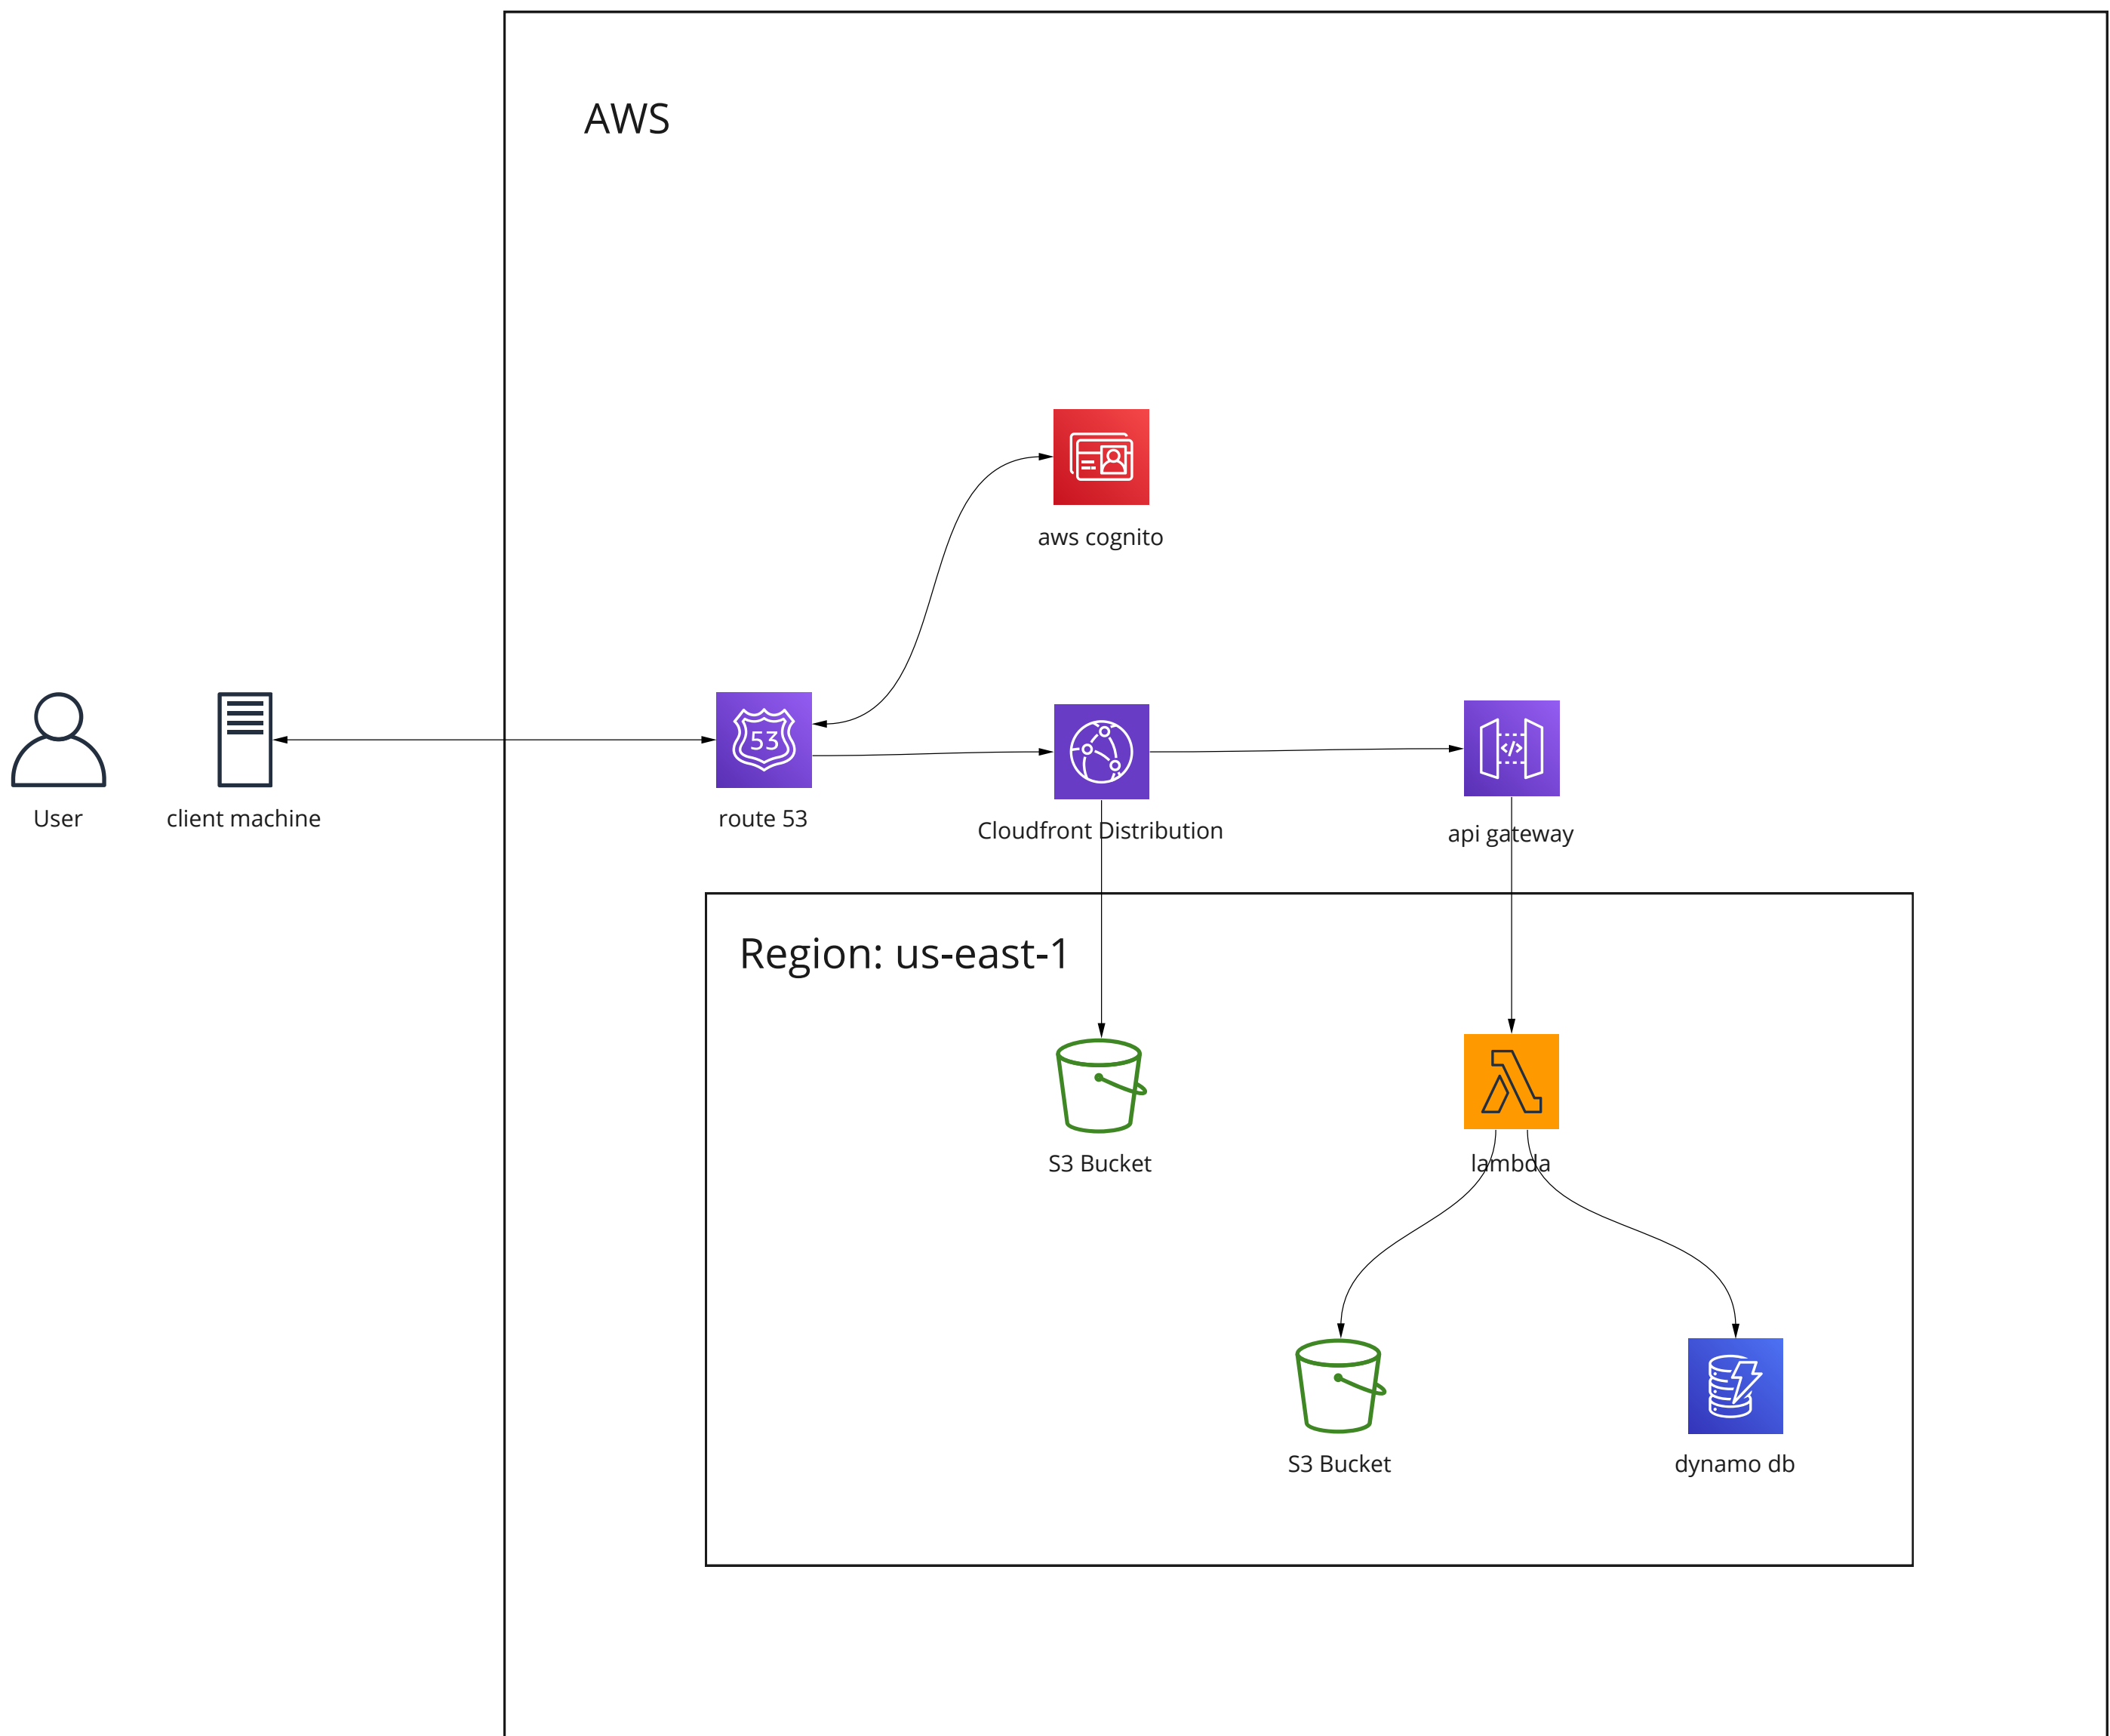 AWS
aws cognito
User
client machine
53
route 53
Cloudfront Distribution
api gateway
Region: us-east-1
S3 Bucket
lambda
S3 Bucket
dynamo db